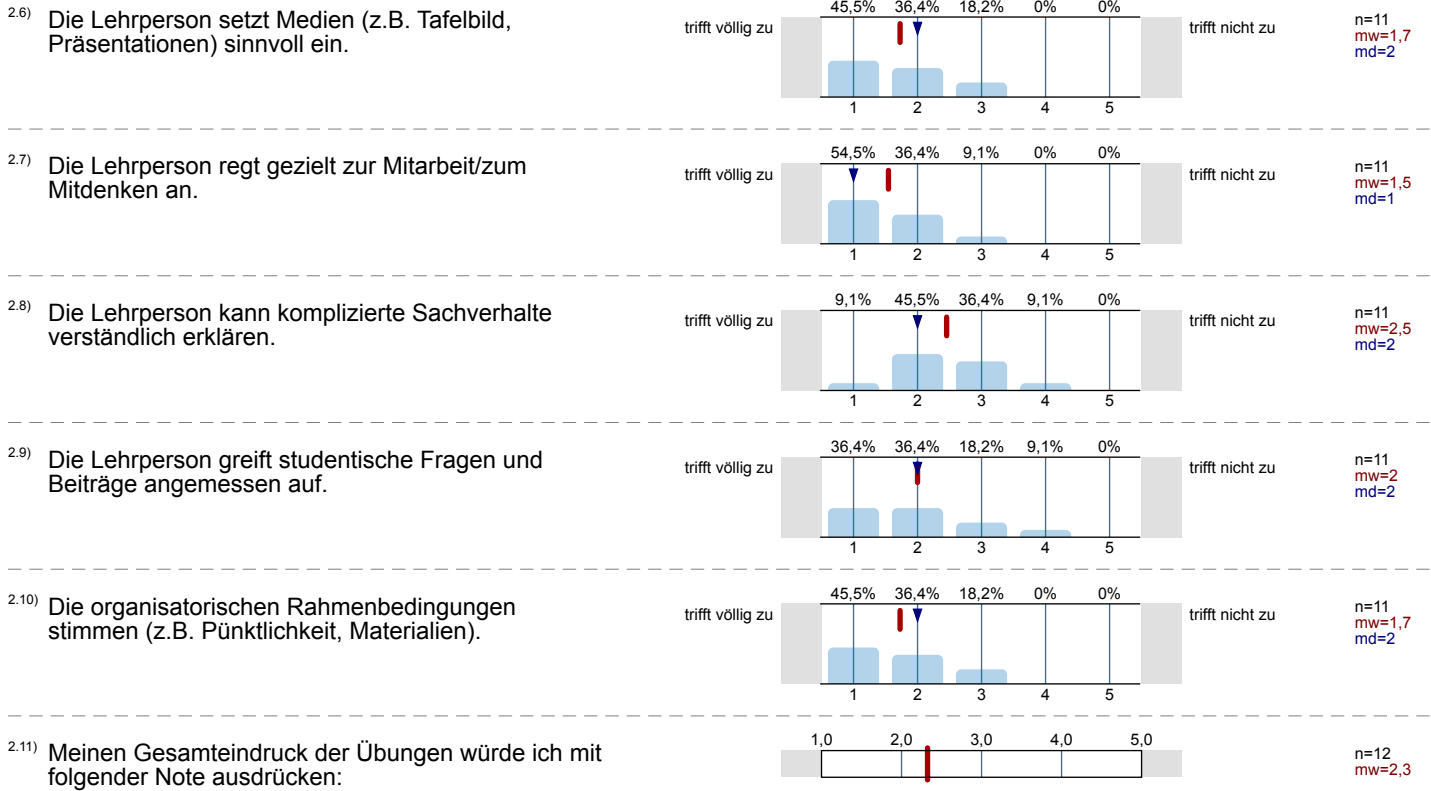 2.6) Die Lehrperson setzt Medien (z.B. Tafelbild,
Präsentationen) sinnvoll ein.
trifft völlig zu
45,5% 36,4% 18,2% 0% 0%
1 2 3 4 5
trifft nicht zu
n=11
mw=1,7
md=2
2.7) Die Lehrperson regt gezielt zur Mitarbeit/zum
Mitdenken an.
trifft völlig zu
54,5% 36,4% 9,1% 0% 0%
1 2 3 4 5
trifft nicht zu
n=11
mw=1,5
md=1
2.8) Die Lehrperson kann komplizierte Sachverhalte
verständlich erklären.
trifft völlig zu
9,1% 45,5% 36,4% 9,1% 0%
1 2 3 4 5
trifft nicht zu
n=11
mw=2,5
md=2
2.9) Die Lehrperson greift studentische Fragen und
Beiträge angemessen auf.
trifft völlig zu
36,4% 36,4% 18,2% 9,1% 0%
1 2 3 4 5
trifft nicht zu
n=11
mw=2
md=2
2.10) Die organisatorischen Rahmenbedingungen
stimmen (z.B. Pünktlichkeit, Materialien).
trifft völlig zu
45,5% 36,4% 18,2% 0% 0%
1 2 3 4 5
trifft nicht zu
n=11
mw=1,7
md=2
2.11) Meinen Gesamteindruck der Übungen würde ich mit
folgender Note ausdrücken:
1,0 2,0 3,0 4,0 5,0
n=12
mw=2,3